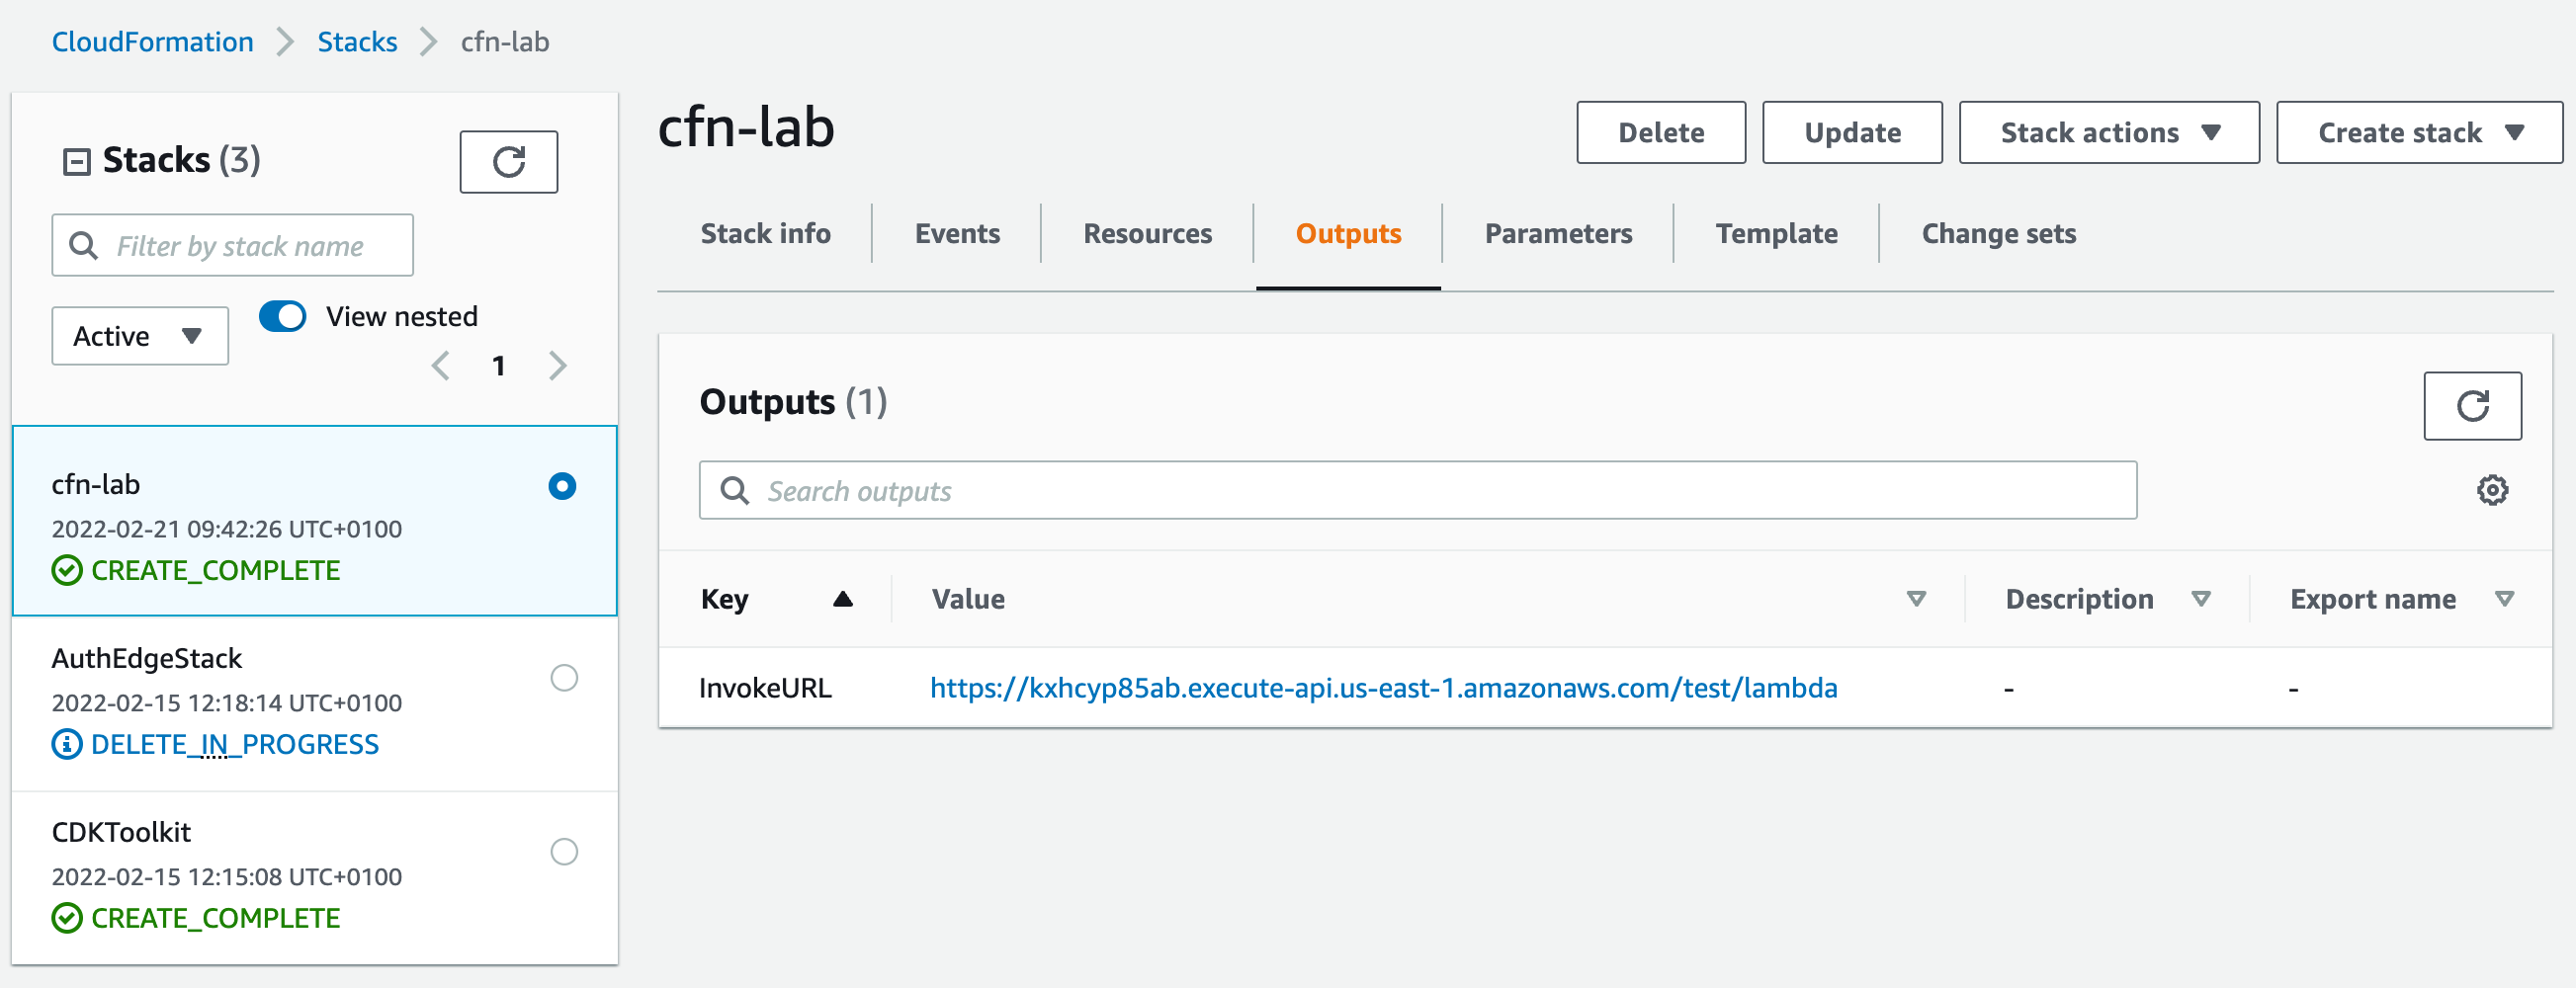 CloudFormation > Stacks > cfn-lab
Stacks (3)
Filter by stack name
Active
View nested
1
cfn-lab
2022-02-21 09:42:26 UTC+0100
CREATE_COMPLETE
AuthEdgeStack
2022-02-15 12:18:14 UTC+0100
DELETE_IN_PROGRESS
CDKToolkit
2022-02-15 12:15:08 UTC+0100
CREATE_COMPLETE
cfn-lab
Delete Update Stack actions Create stack
Stack info Events Resources Outputs Parameters Template Change sets
Outputs (1)
Search outputs
Key Value Description Export name
InvokeURL https://kxhcyp85ab.execute-api.us-east-1.amazonaws.com/test/lambda - -